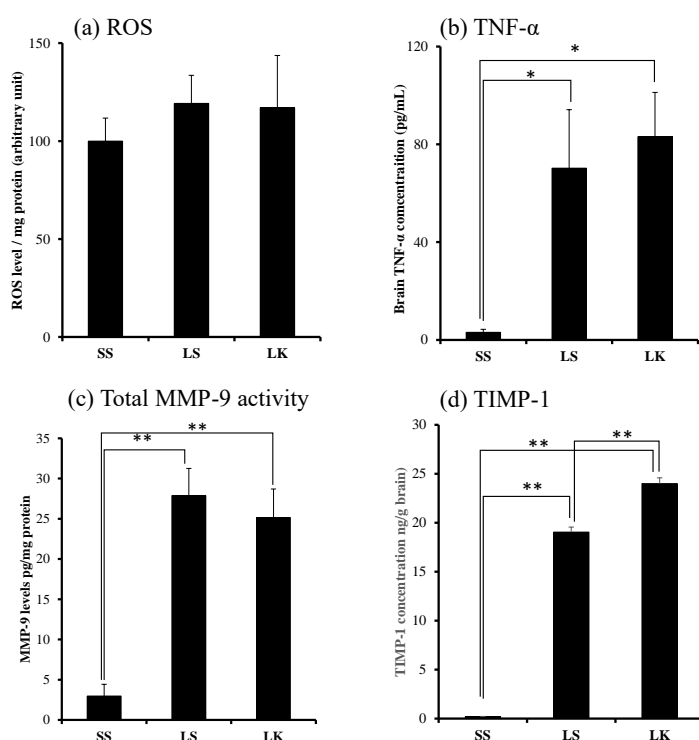 (a) ROS
ROS level / mg protein (arbitrary unit)
150
100
50
0
SS LS LK
(b) TNF-α
Brain TNF-α comcentraition (pg/mL)
120
80
40
0
*
*
SS LS LK
(c) Total MMP-9 activity
MMP-9 levels pg/mg protein
35
30
25
20
15
10
5
0
**
**
SS LS LK
(d) TIMP-1
TIMP-1 concentration ng/g brain)
30
25
20
15
10
5
0
** **
**
SS LS LK